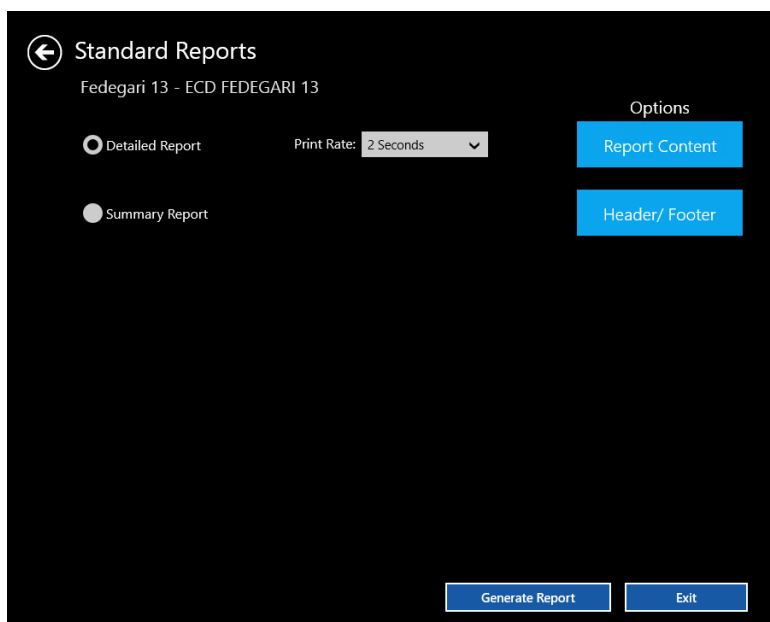 Standard Reports
Fedegari 13 - ECD FEDEGARI 13
Options
Detailed Report
Print Rate: 2 Seconds
Report Content
Summary Report
Header/ Footer
Generate Report
Exit